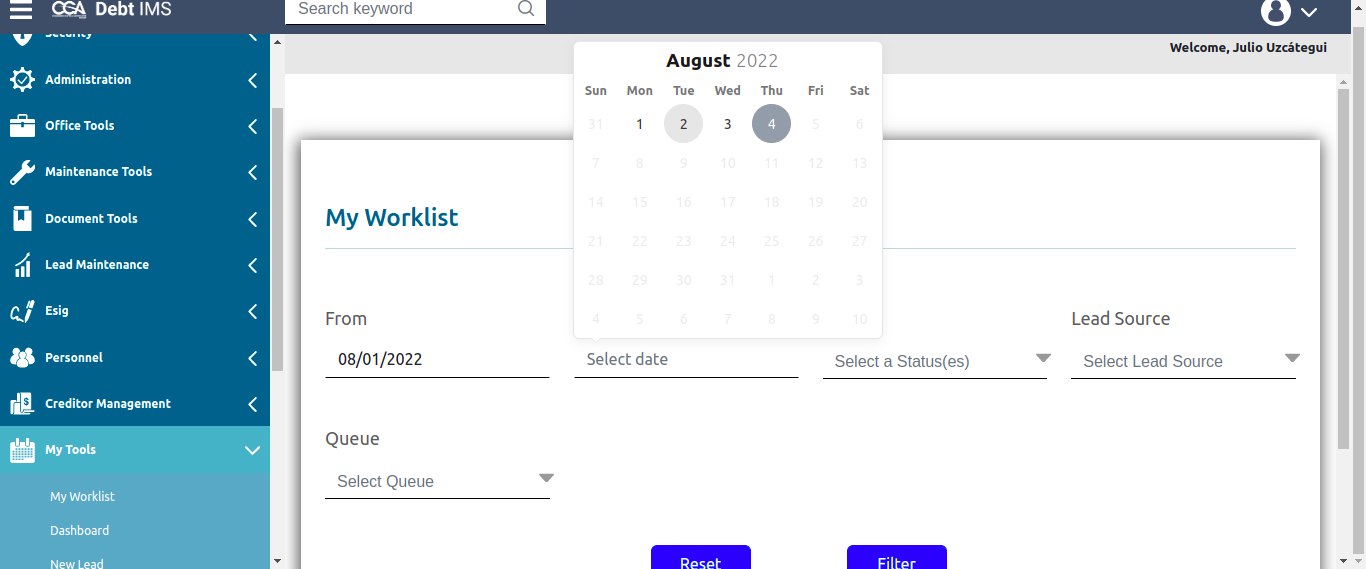 CGA Debt IMS
Search keyword
Welcome, Julio Uzcátegui
Security
Administration
Office Tools
Maintenance Tools
Document Tools
Lead Maintenance
Esig
Personnel
Creditor Management
My Tools
My Worklist
Dashboard
New Lead
August 2022
Sun Mon Tue Wed Thu Fri Sat
31 1 2 3 4 5 6
7 8 9 10 11 12 13
14 15 16 17 18 19 20
21 22 23 24 25 26 27
28 29 30 31 1 2 3
4 5 6 7 8 9 10
My Worklist
From
Lead Source
08/01/2022
Select date
Select a Status(es)
Select Lead Source
Queue
Select Queue
Reset
Filter